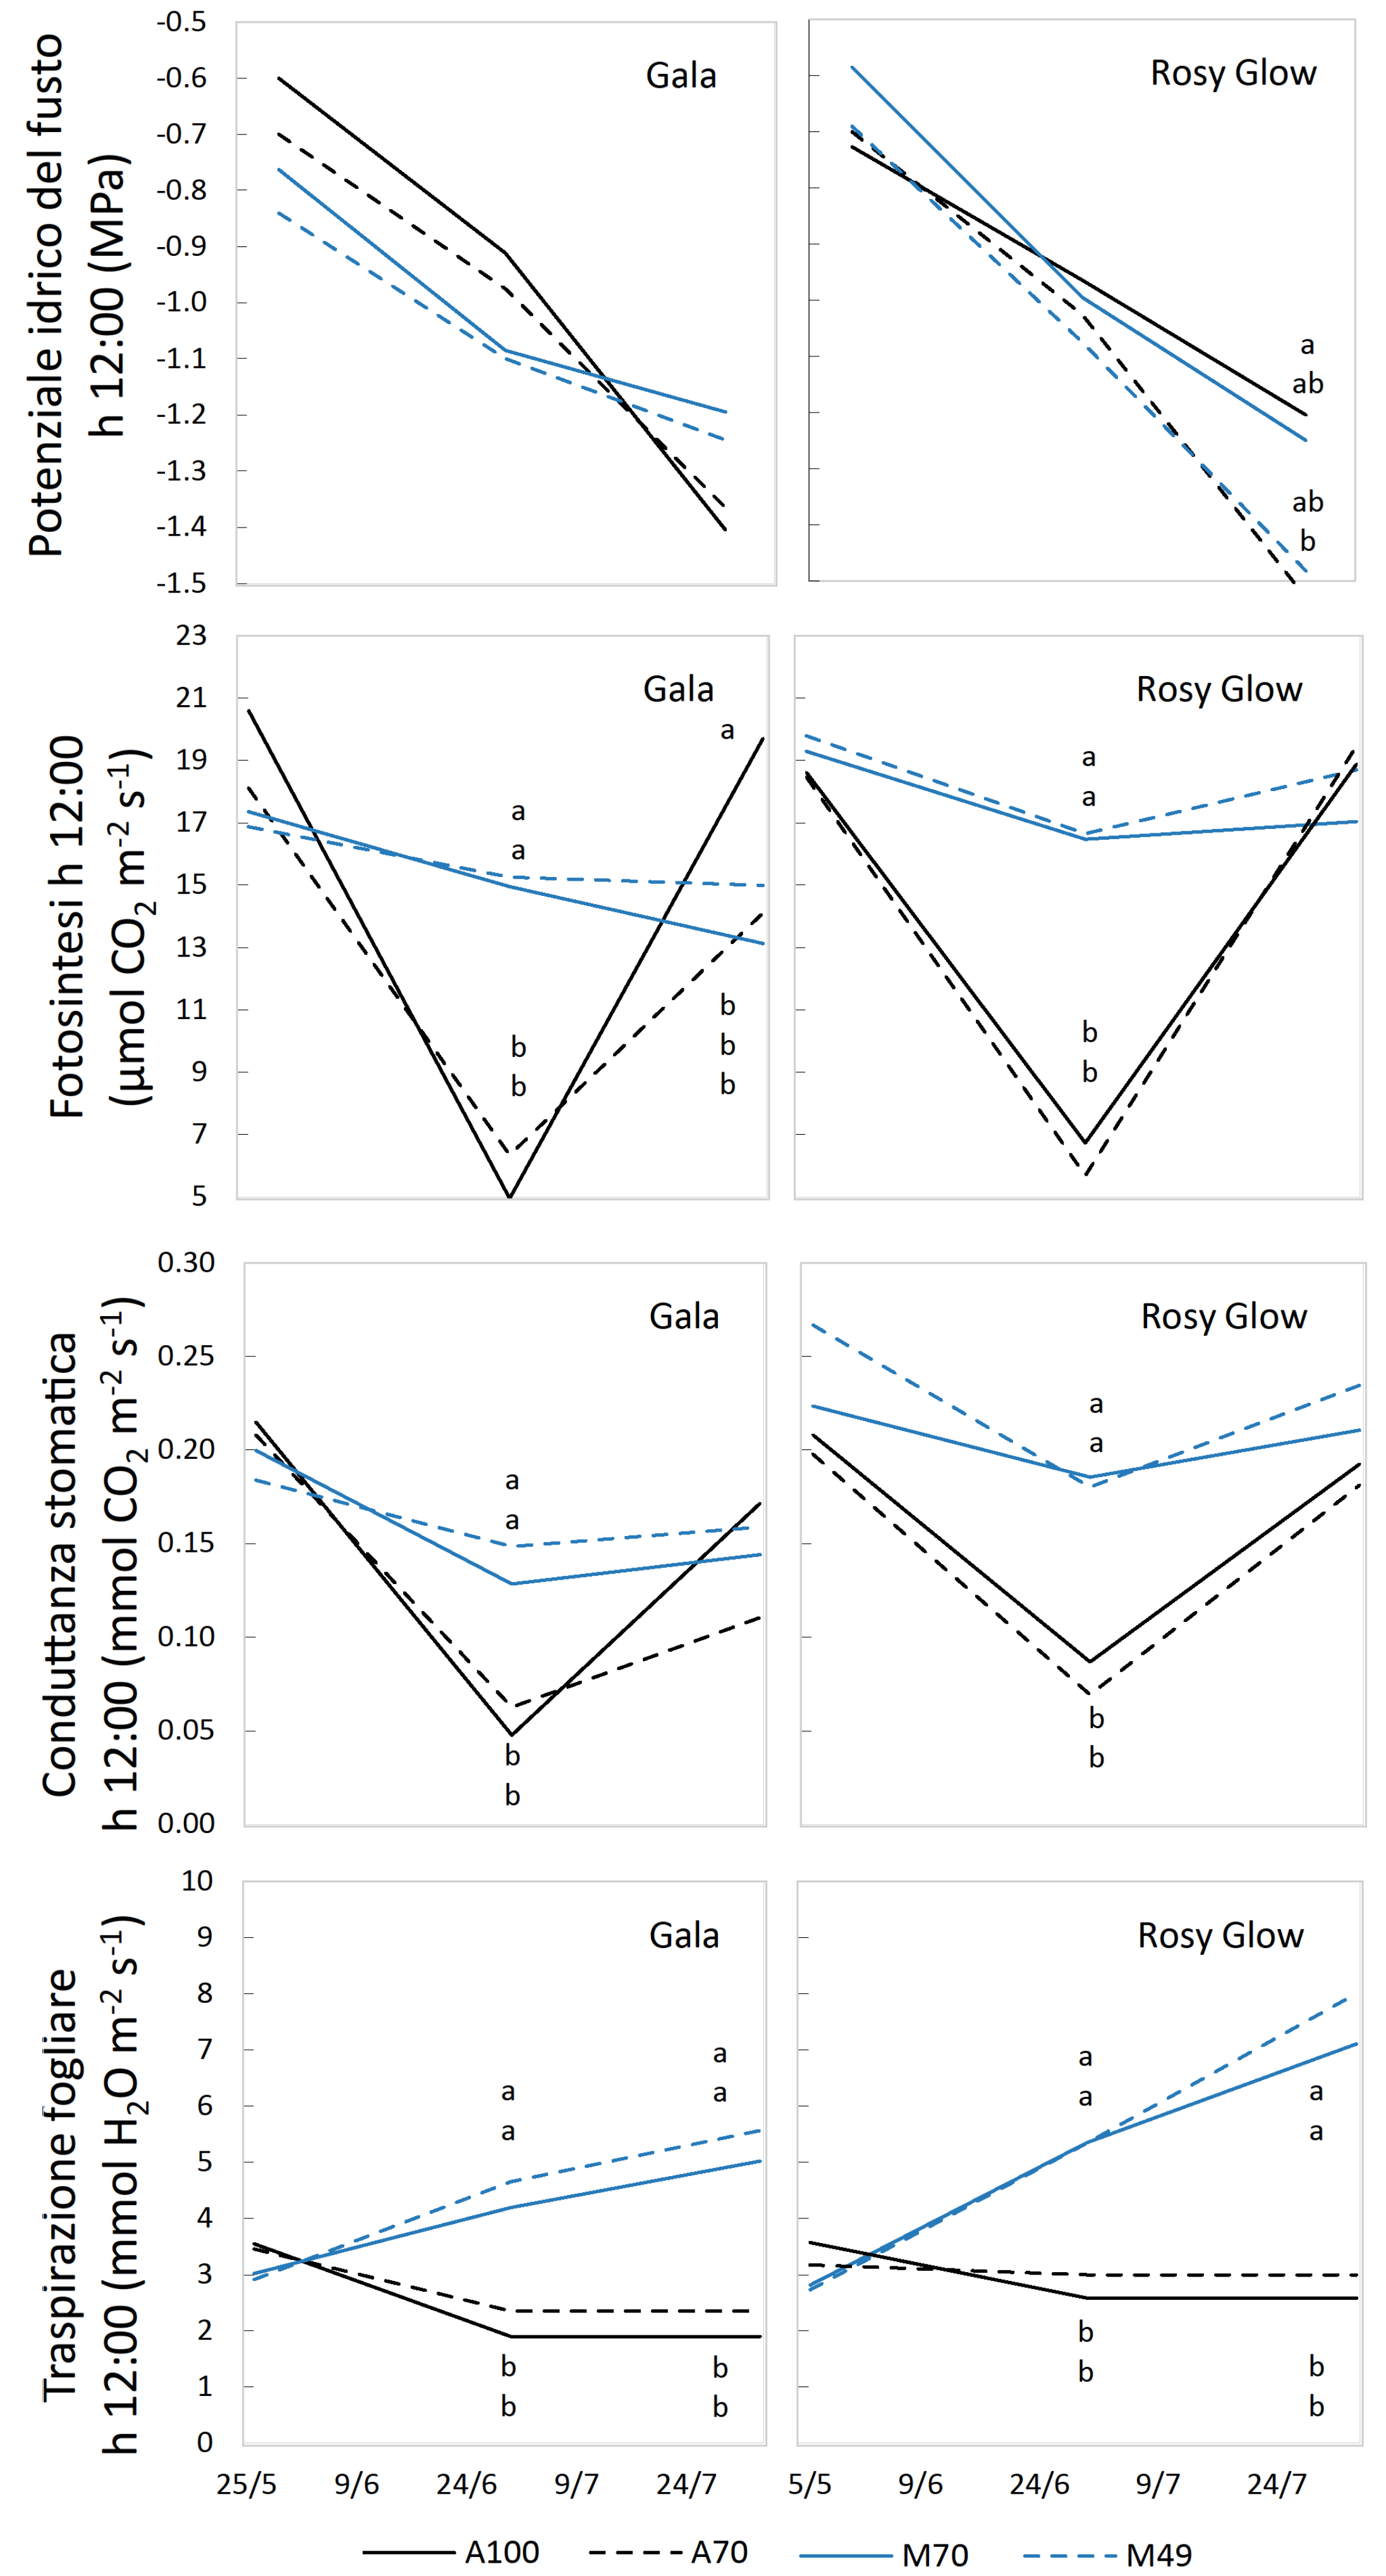 Potenziale idrico del fusto
h 12:00 (MPa)
-0.5
-0.6
-0.7
-0.8
-0.9
-1.0
-1.1
-1.2
-1.3
-1.4
-1.5
Gala
Rosy Glow
a
ab
ab
b
Fotosintesi h 12:00
(µmol CO2 m-2 s-1)
23
21
19
17
15
13
11
9
7
5
Gala
a
a
a
b
b
b
b
b
Rosy Glow
a
a
b
b
Conduttanza stomatica
h 12:00 (mmol CO2 m-2 s-1)
0.30
0.25
0.20
0.15
0.10
0.05
0.00
Gala
a
a
b
b
Rosy Glow
a
a
b
b
Traspirazione fogliare
h 12:00 (mmol H2O m-2 s-1)
10
9
8
7
6
5
4
3
2
1
0
Gala
a
a
a
a
b
b
b
b
Rosy Glow
a
a
a
a
b
b
b
b
25/5 9/6 24/6 9/7 24/7
5/5 9/6 24/6 9/7 24/7
A100 A70 M70 M49